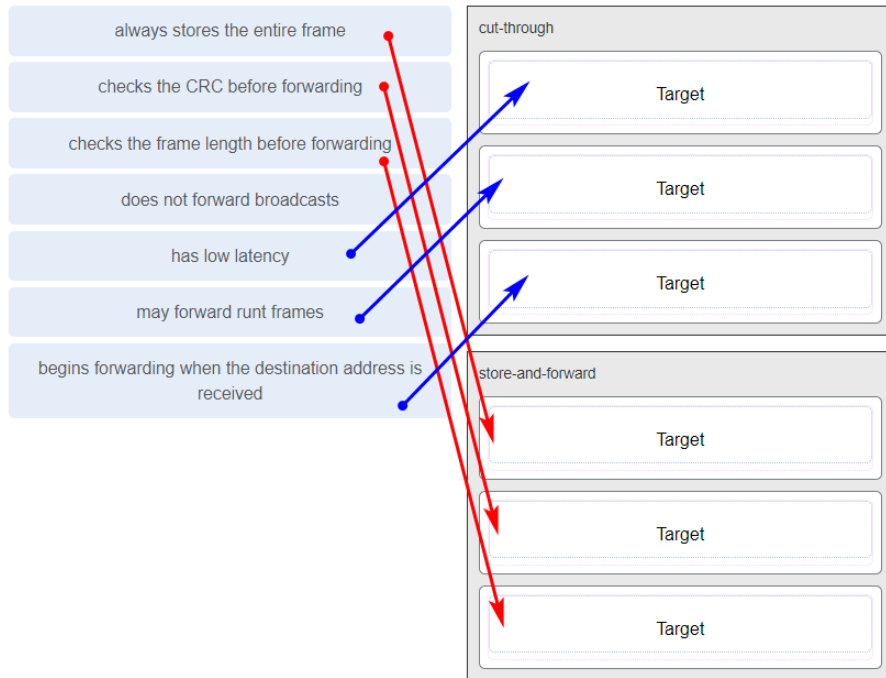 always stores the entire frame
checks the CRC before forwarding
checks the frame length before forwarding
does not forward broadcasts
has low latency
may forward runt frames
begins forwarding when the destination address is
received
cut-through
Target
Target
Target
store-and-forward
Target
Target
Target